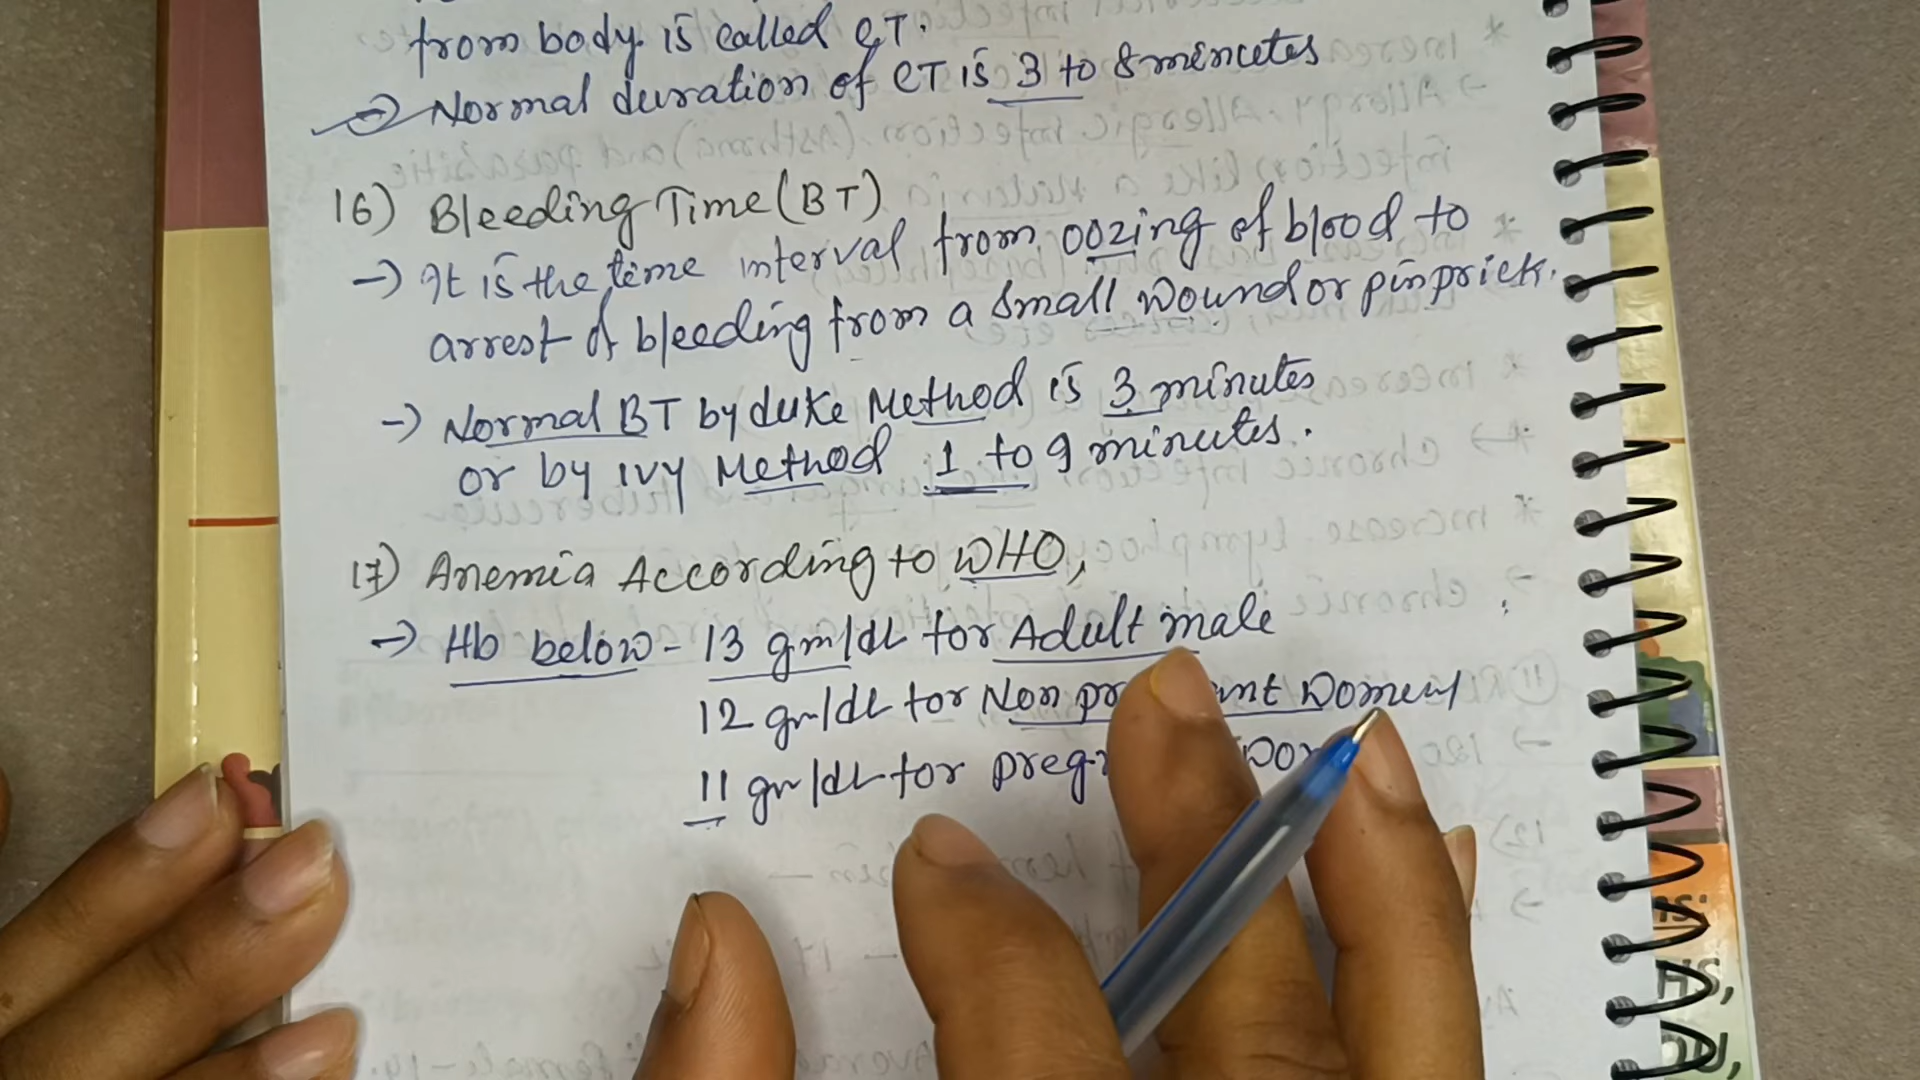 from body is called CT.
→ Normal duration of CT is 3 to 8 minutes
16) Bleeding Time (BT)
→ It is the time interval from oozing of blood to
arrest of bleeding from a small wound or pinprick.
→ Normal BT by duke Method is 3 minutes
or by IVY Method 1 to 9 minutes.
17) Anemia According to WHO,
→ Hb below - 13 gm/dL for Adult male
12 gm/dL for Non women
11 gm/dL for